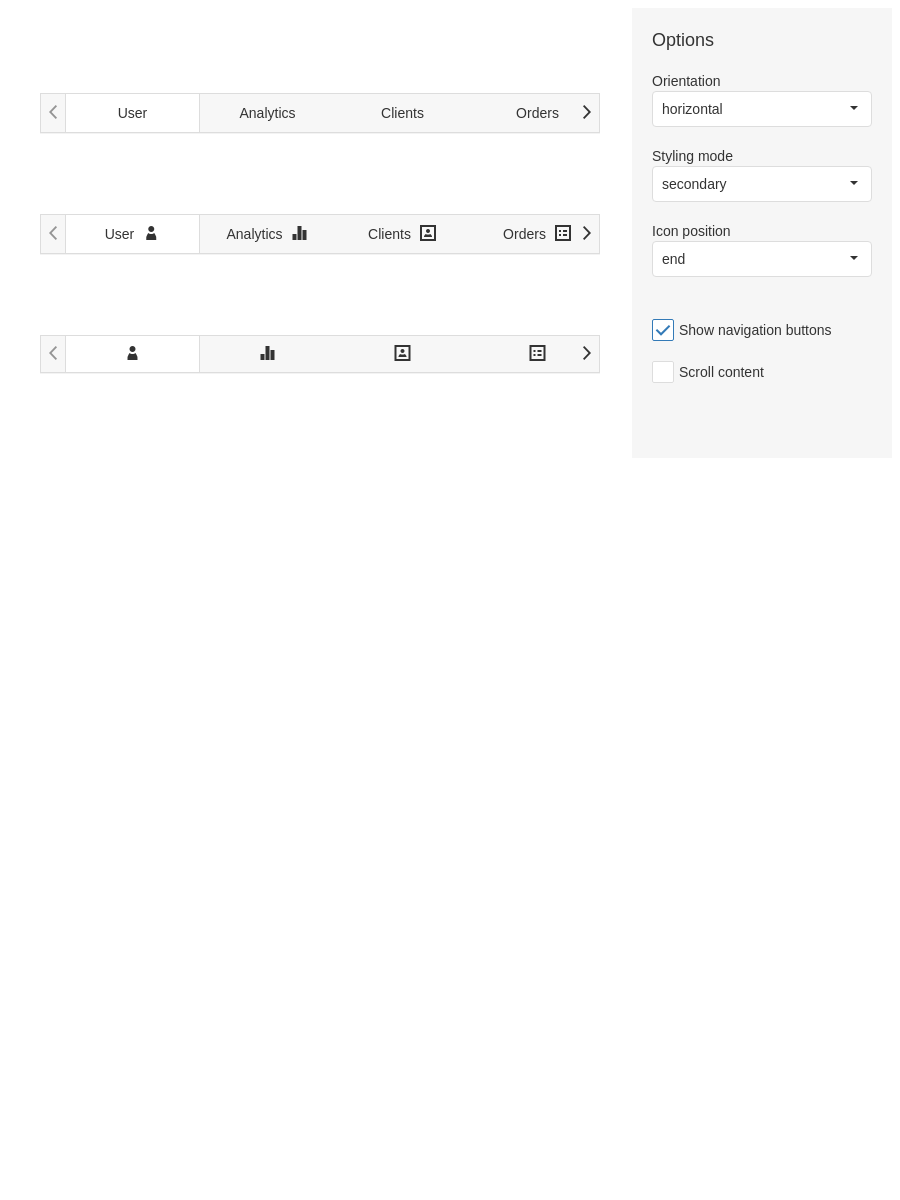 User Analytics Clients Orders
User Analytics Clients Orders
Options
Orientation
horizontal
Styling mode
secondary
Icon position
end
Show navigation buttons
Scroll content